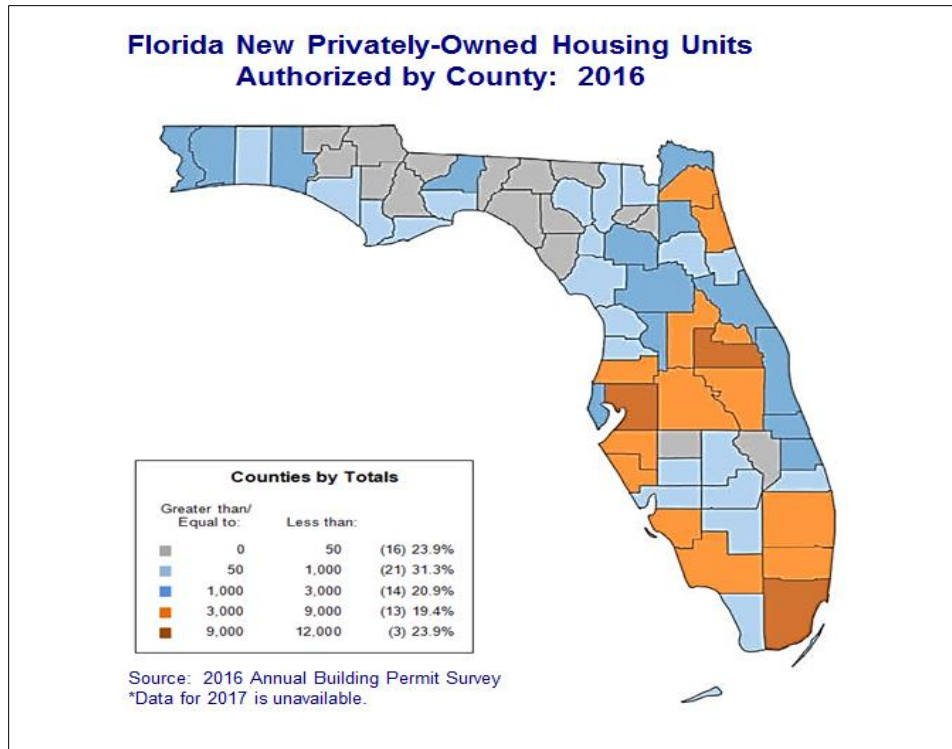 Florida New Privately-Owned Housing Units
Authorized by County: 2016
Counties by Totals
Greater than/
Equal to: Less than:
0 50 (16) 23.9%
50 1,000 (21) 31.3%
1,000 3,000 (14) 20.9%
3,000 9,000 (13) 19.4%
9,000 12,000 (3) 23.9%
Source: 2016 Annual Building Permit Survey
*Data for 2017 is unavailable.